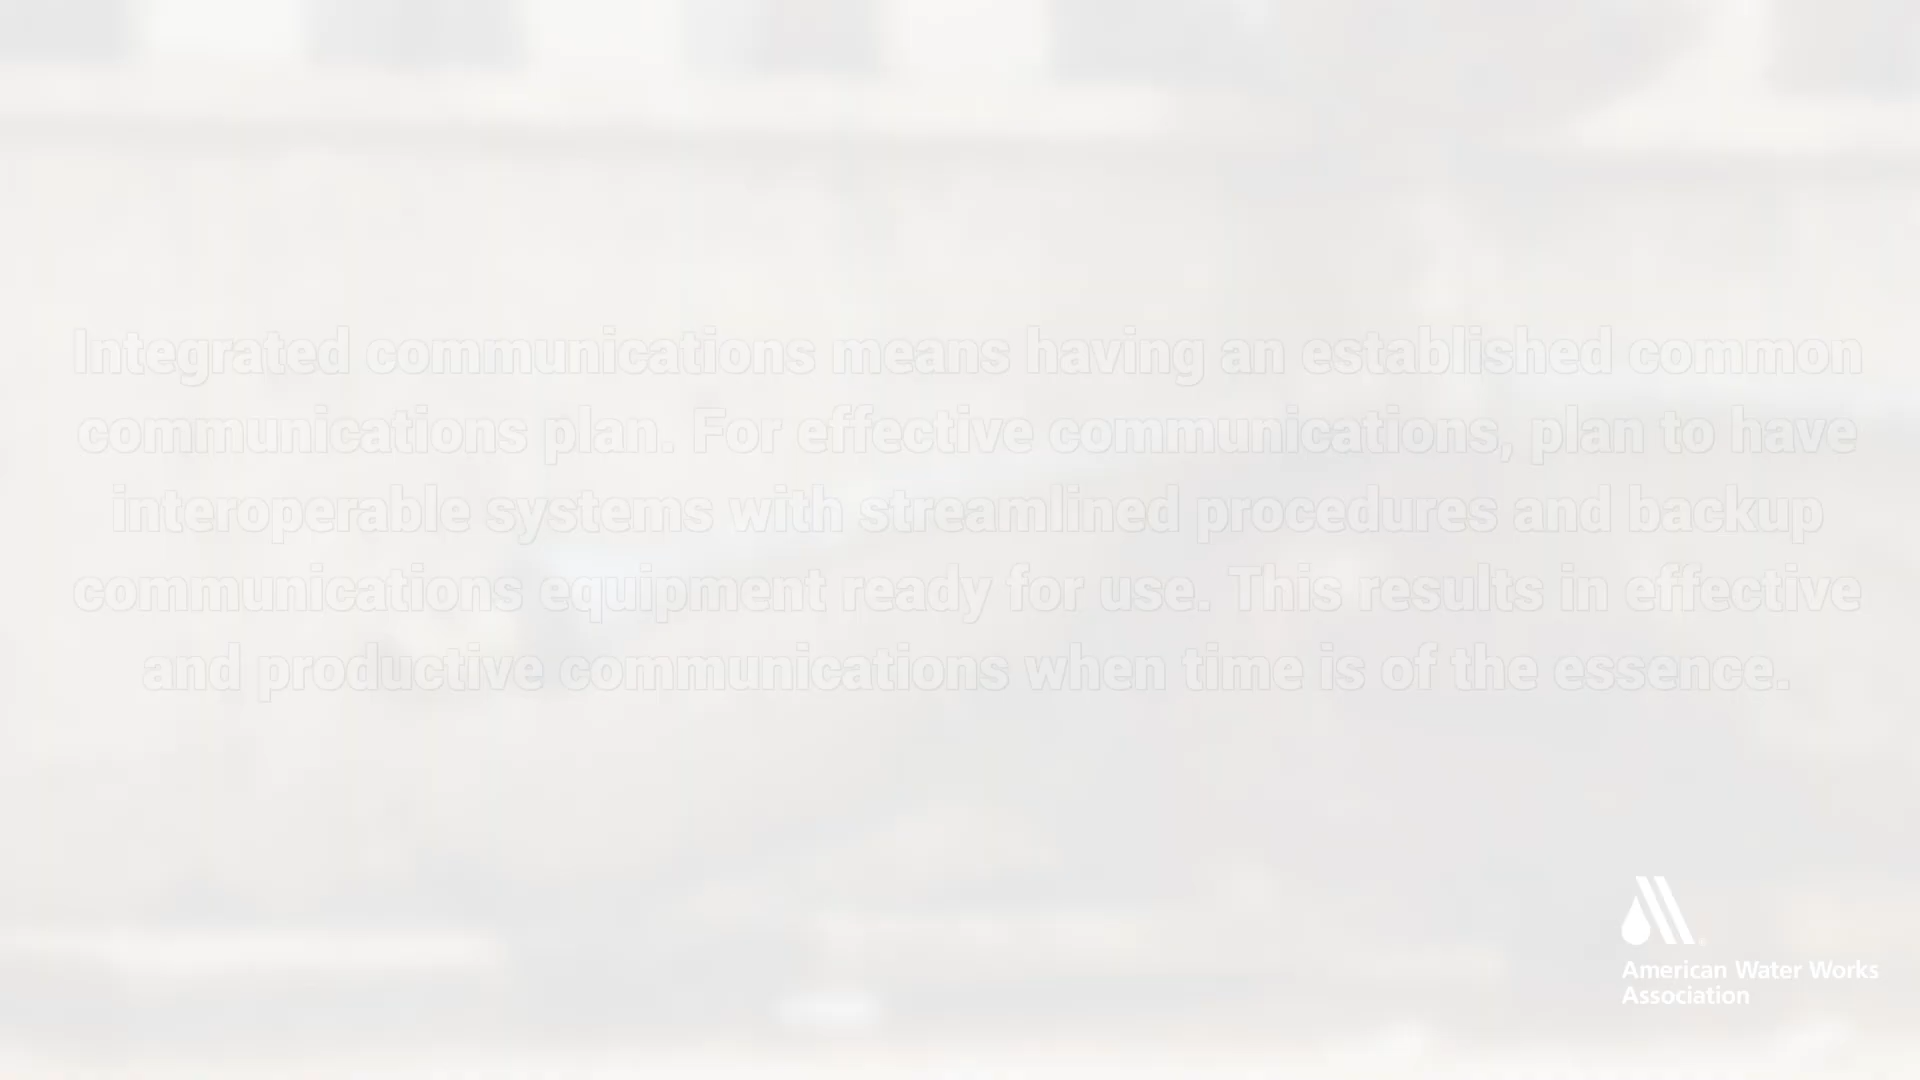 Integrated communications means having an established common
communications plan. For effective communications, plan to have
interoperable systems with streamlined procedures and backup
communications equipment ready for use. This results in effective
and productive communications when time is of the essence.
American Water Works
Association